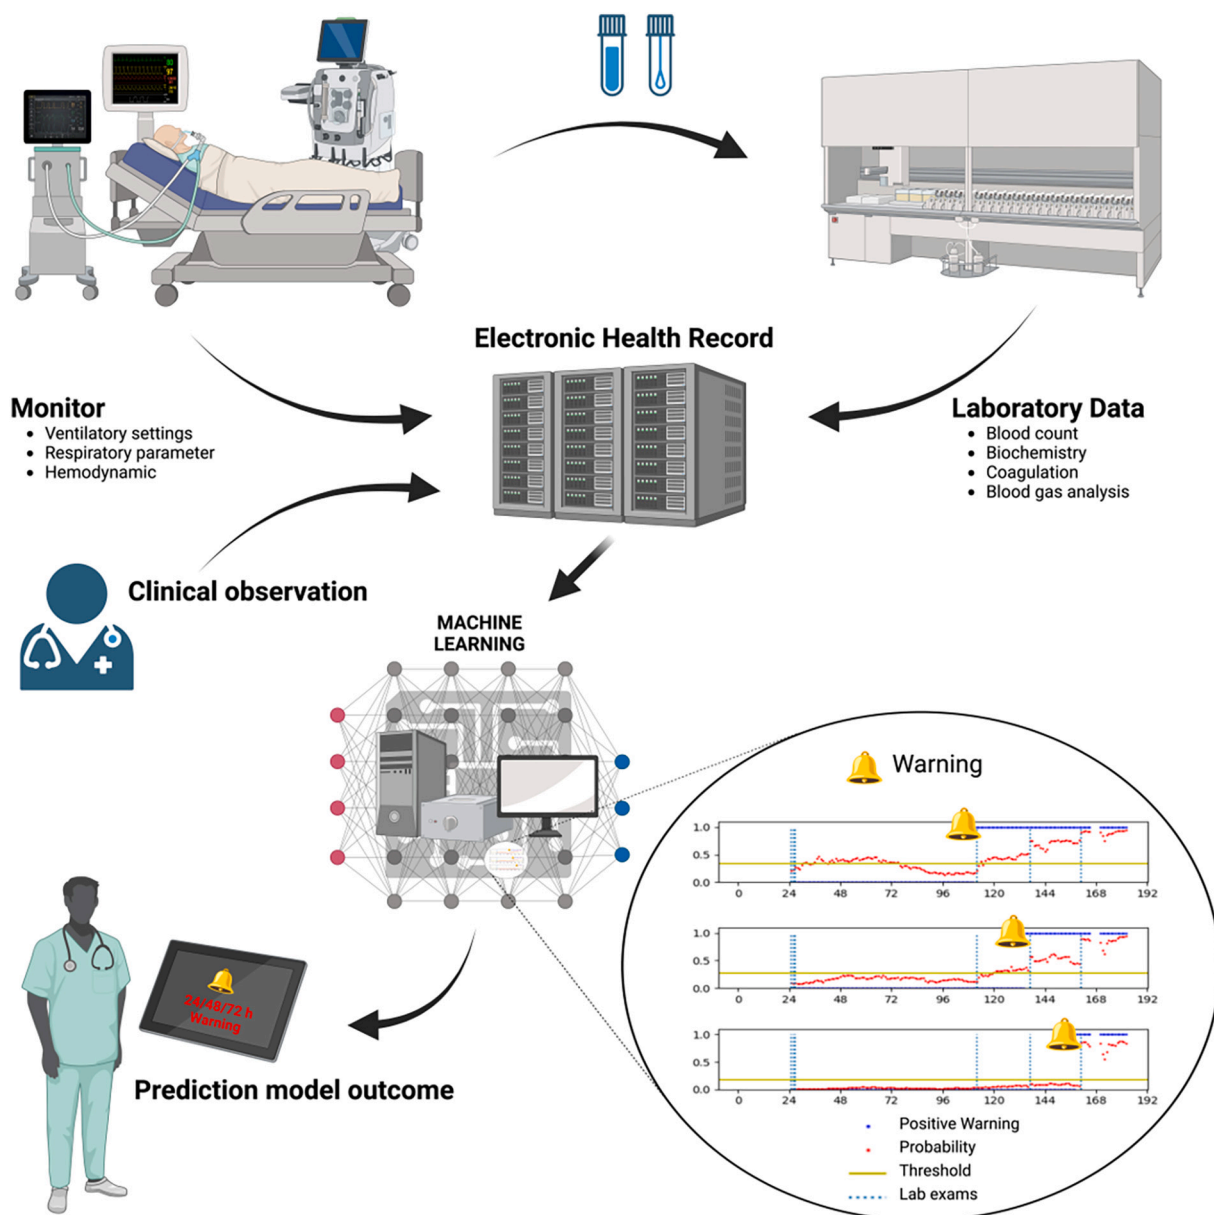 Electronic Health Record
Monitor
• Ventilatory settings
• Respiratory parameter
• Hemodynamic
Laboratory Data
• Blood count
• Biochemistry
• Coagulation
• Blood gas analysis
Clinical observation
MACHINE
LEARNING
Warning
1.0
0.5
0.0
0 24 48 72 96 120 144 168 192
1.0
0.5
0.0
0 24 48 72 96 120 144 168 192
1.0
0.5
0.0
0 24 48 72 96 120 144 168 192
Positive Warning
Probability
Threshold
Lab exams
24/48/72 h
Warning
Prediction model outcome